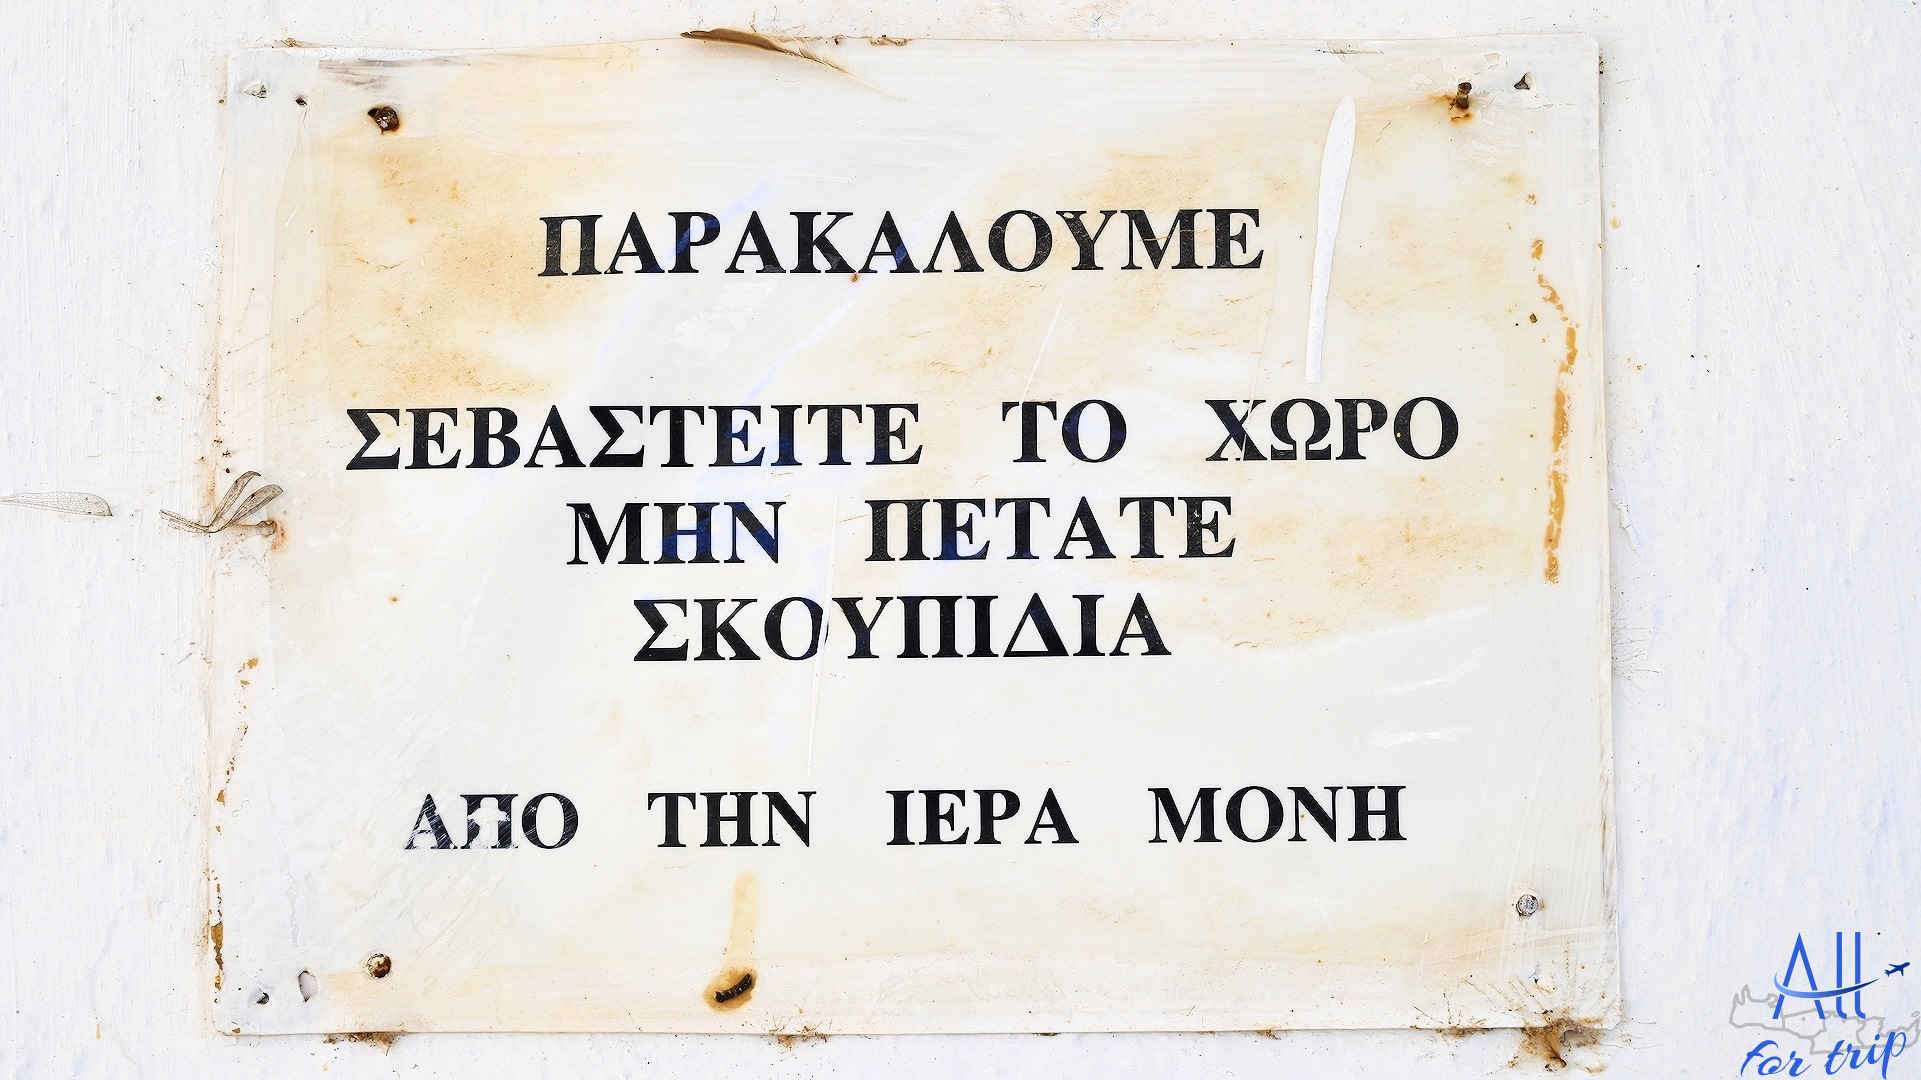 ΠΑΡΑΚΑΛΟΥΜΕ
ΣΕΒΑΣΤΕΙΤΕ ΤΟ ΧΩΡΟ
ΜΗΝ ΠΕΤΑΤΕ
ΣΚΟΥΠΙΔΙΑ
ΑΠΟ ΤΗΝ ΙΕΡΑ ΜΟΝΗ
All
for trip